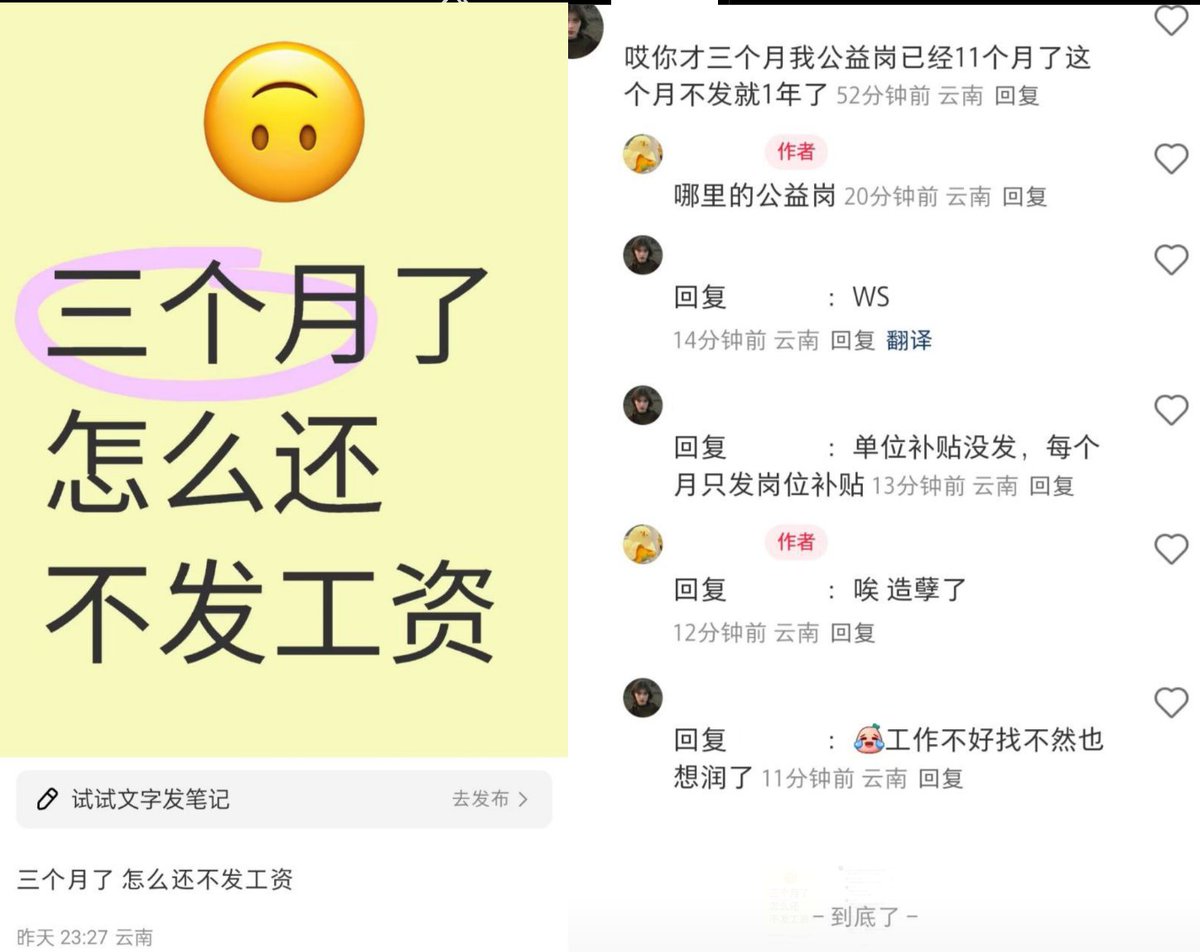 三个月了
怎么还
不发工资
试试文字发笔记
去发布
三个月了 怎么还不发工资
昨天 23:27 云南
哎你才三个月我公益岗已经11个月了这
个月不发就1年了 52分钟前 云南 回复
作者
哪里的公益岗 20分钟前 云南 回复
回复 : WS
14分钟前 云南 回复 翻译
回复 : 单位补贴没发，每个
月只发岗位补贴 13分钟前 云南 回复
作者
回复 : 唉 造孽了
12分钟前 云南 回复
回复 : 工作不好找不然也
想润了 11分钟前 云南 回复
- 到底了 -